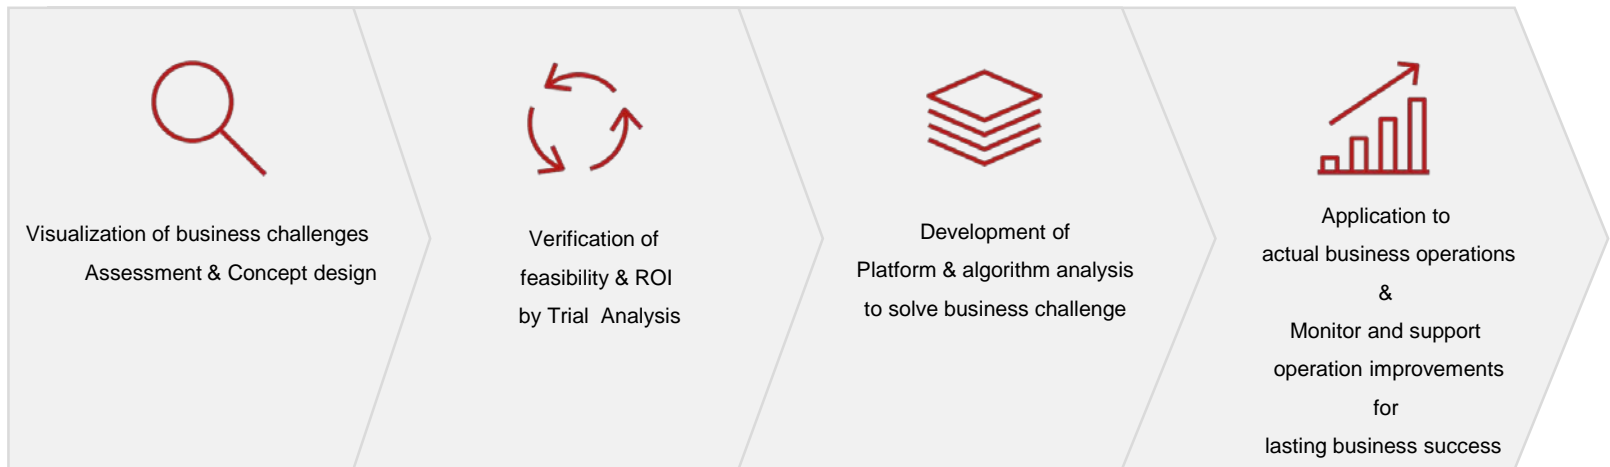 Visualization of business challenges
Assessment & Concept design
Verification of
feasibility & ROI
by Trial Analysis
Development of
Platform & algorithm analysis
to solve business challenge
Application to
actual business operations
&
Monitor and support
operation improvements
for
lasting business success